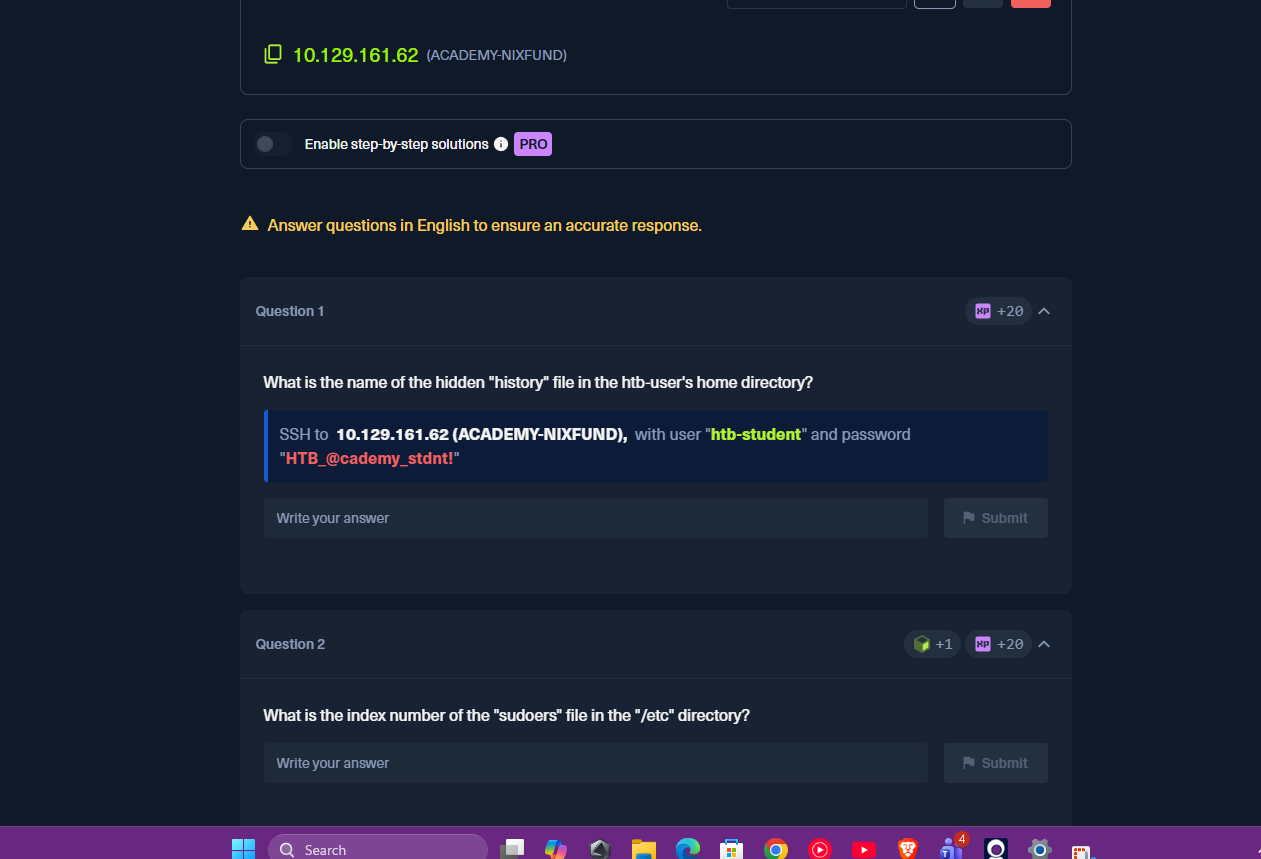 10.129.161.62 (ACADEMY-NIXFUND)
Enable step-by-step solutions i PRO
Answer questions in English to ensure an accurate response.
Question 1
XP +20
What is the name of the hidden "history" file in the htb-user's home directory?
SSH to 10.129.161.62 (ACADEMY-NIXFUND), with user "htb-student" and password
"HTB_@cademy_stdnt!"
Write your answer
Submit
Question 2
+1 XP +20
What is the index number of the "sudoers" file in the "/etc" directory?
Write your answer
Submit
Search
4